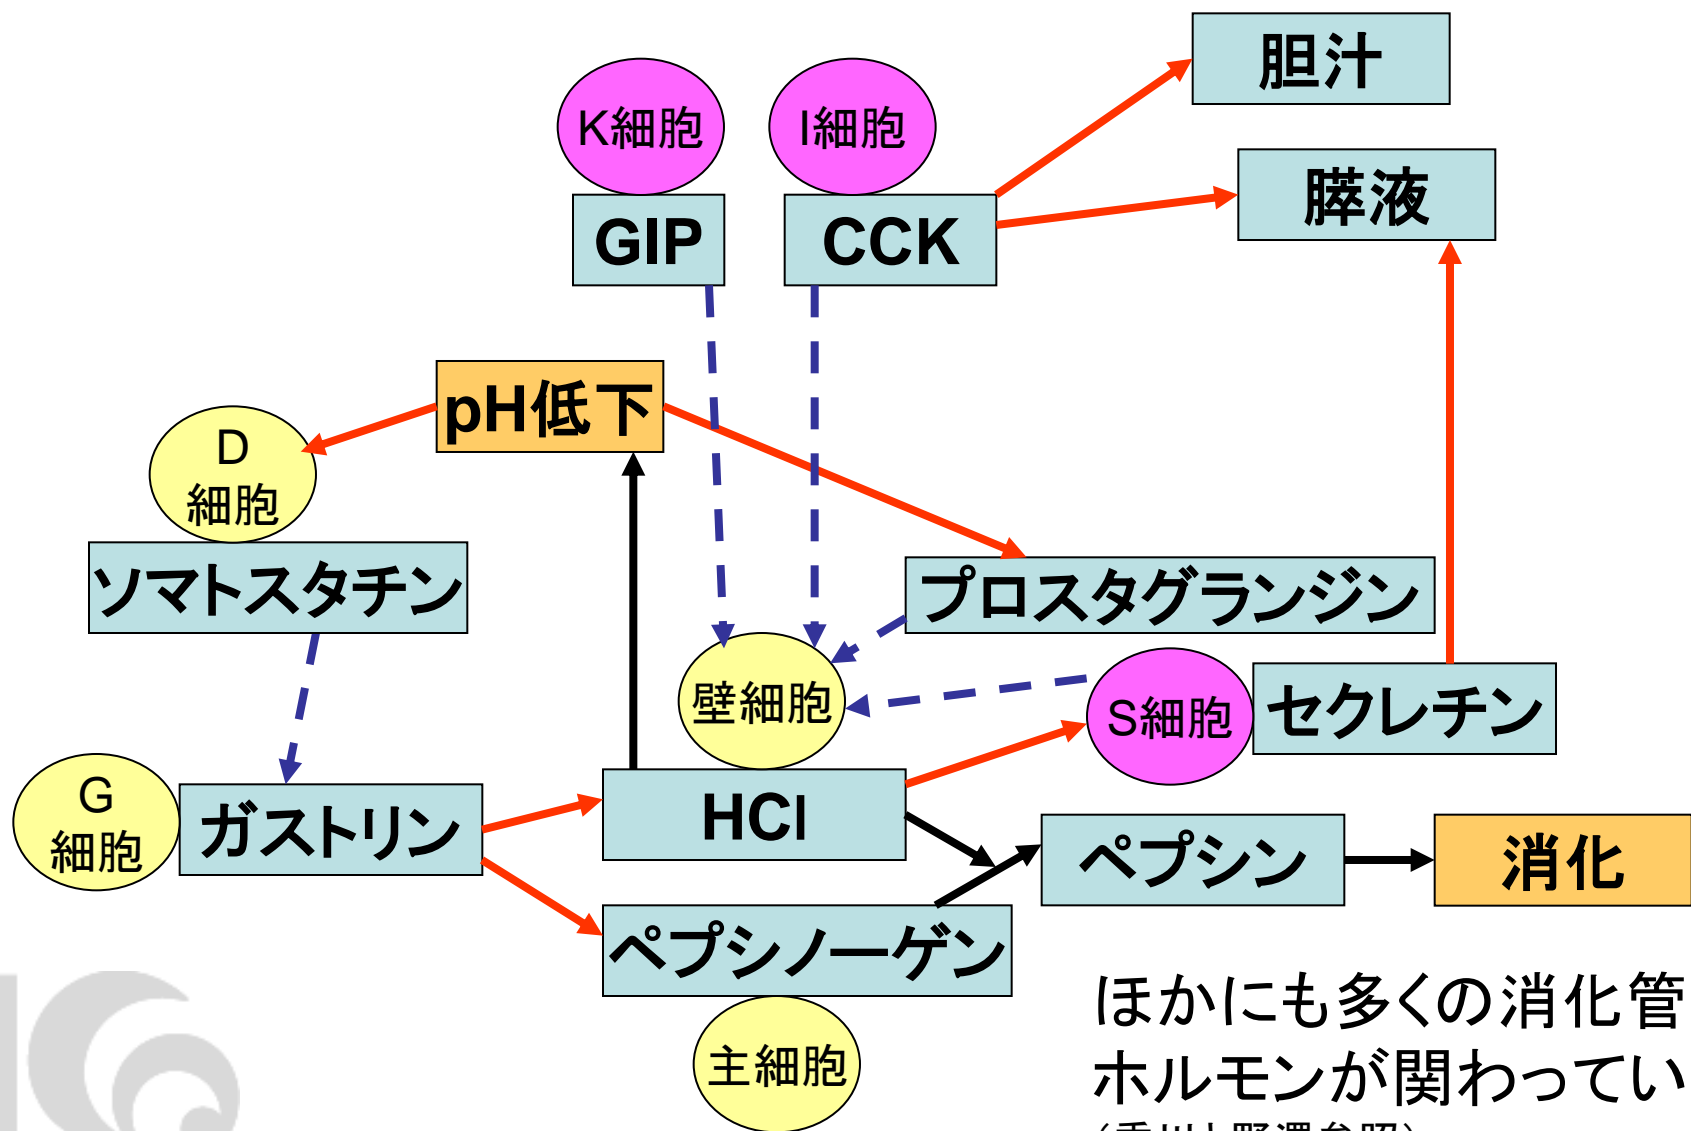 胆汁
K細胞
I細胞
膵液
GIP
CCK
pH低下
D
細胞
ソマトスタチン
プロスタグランジン
壁細胞
S細胞
セクレチン
G
細胞
ガストリン
HCl
ペプシン
消化
ペプシノーゲン
主細胞
ほかにも多くの消化管
ホルモンが関わってい